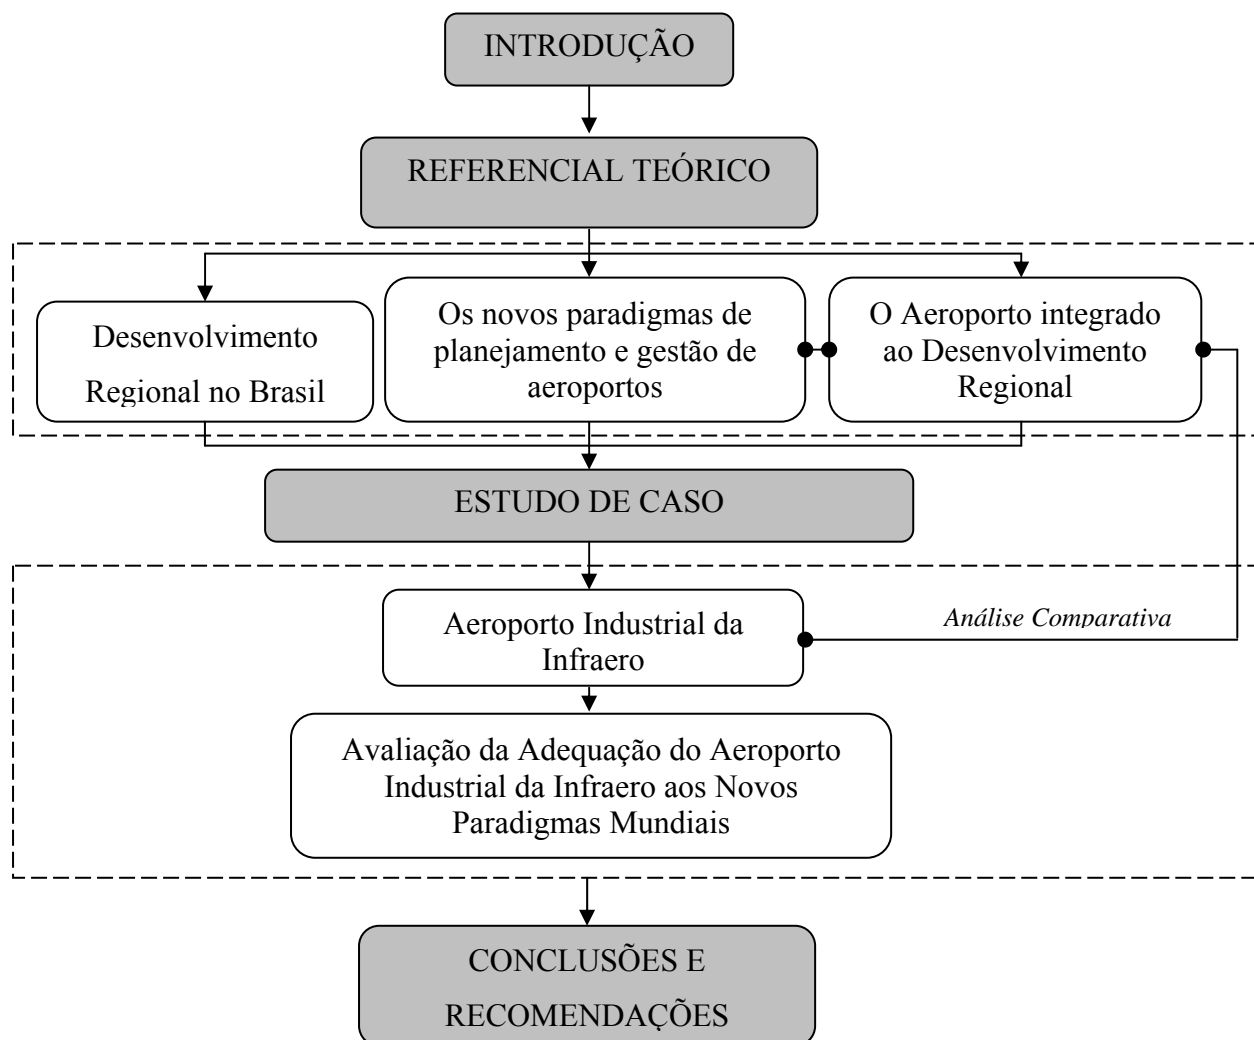 INTRODUÇÃO
REFERENCIAL TEÓRICO
Desenvolvimento
Regional no Brasil
Os novos paradigmas de
planejamento e gestão de
aeroportos
O Aeroporto integrado
ao Desenvolvimento
Regional
ESTUDO DE CASO
Aeroporto Industrial da
Infraero
Análise Comparativa
Avaliação da Adequação do Aeroporto
Industrial da Infraero aos Novos
Paradigmas Mundiais
CONCLUSÕES E
RECOMENDAÇÕES